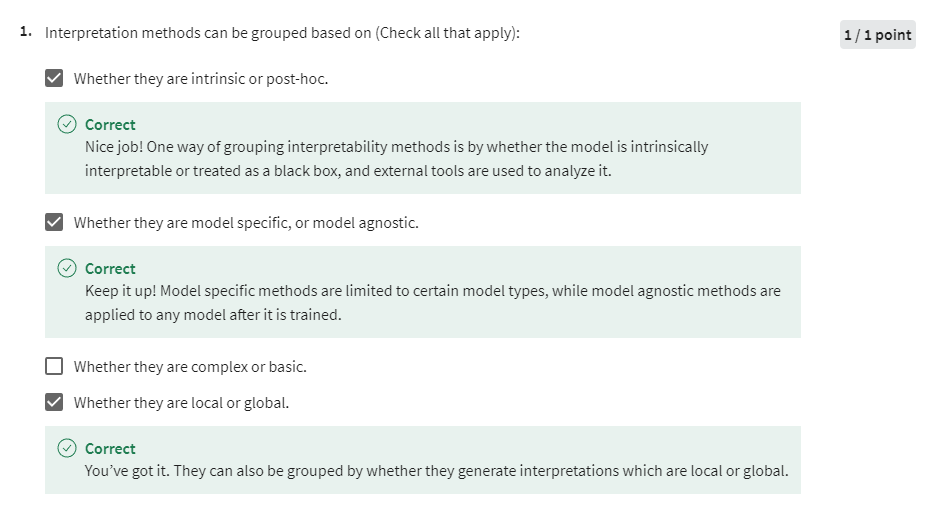 1. Interpretation methods can be grouped based on (Check all that apply):
1 / 1 point
Whether they are intrinsic or post-hoc.
Correct
Nice job! One way of grouping interpretability methods is by whether the model is intrinsically
interpretable or treated as a black box, and external tools are used to analyze it.
Whether they are model specific, or model agnostic.
Correct
Keep it up! Model specific methods are limited to certain model types, while model agnostic methods are
applied to any model after it is trained.
Whether they are complex or basic.
Whether they are local or global.
Correct
You’ve got it. They can also be grouped by whether they generate interpretations which are local or global.